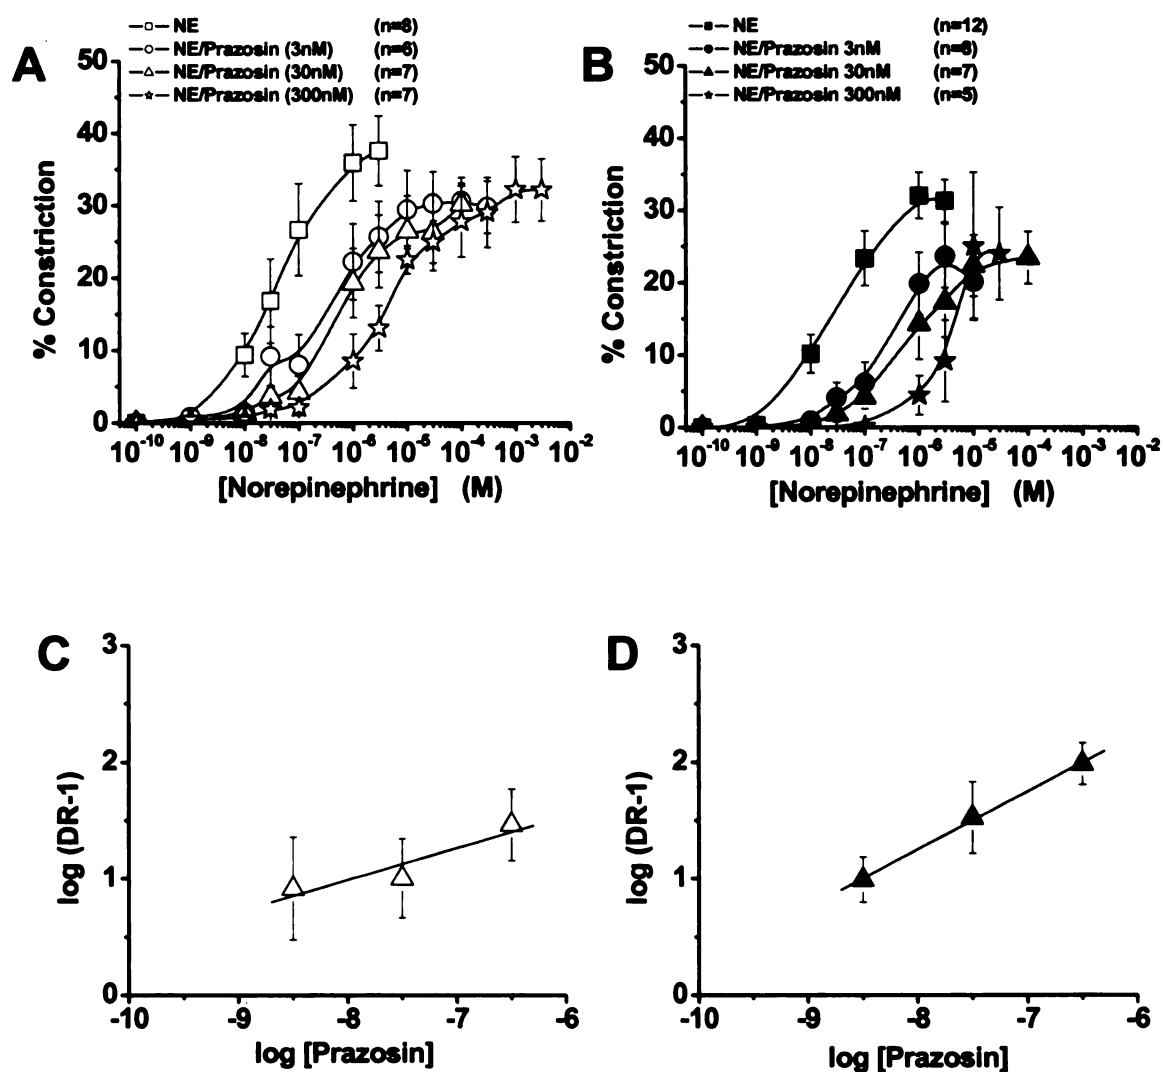 A
NE (n=8)
NE/Prazosin (3nM) (n=6)
NE/Prazosin (30nM) (n=7)
NE/Prazosin (300nM) (n=7)
50
40
30
20
10
0
% Constriction
10-10 10-9 10-8 10-7 10-6 10-5 10-4 10-3 10-2
[Norepinephrine] (M)
B
NE (n=12)
NE/Prazosin 3nM (n=8)
NE/Prazosin 30nM (n=7)
NE/Prazosin 300nM (n=5)
50
40
30
20
10
0
% Constriction
10-10 10-9 10-8 10-7 10-6 10-5 10-4 10-3 10-2
[Norepinephrine] (M)
C
3
2
1
0
log (DR-1)
-10 -9 -8 -7 -6
log [Prazosin]
D
3
2
1
0
log (DR-1)
-10 -9 -8 -7 -6
log [Prazosin]